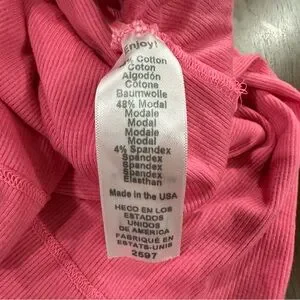 Enjoy!
% Cotton
Coton
Algodón
Cotone
Baumwolle
48% Modal
Modale
Modal
Modale
Modal
4% Spandex
Spandex
Spandex
Spandex
Elasthan
Made in the USA
HECO EN LOS
ESTADOS
UNIDOS
DE AMERICA
FABRIQUÉ EN
ETATS-UNIS
2597